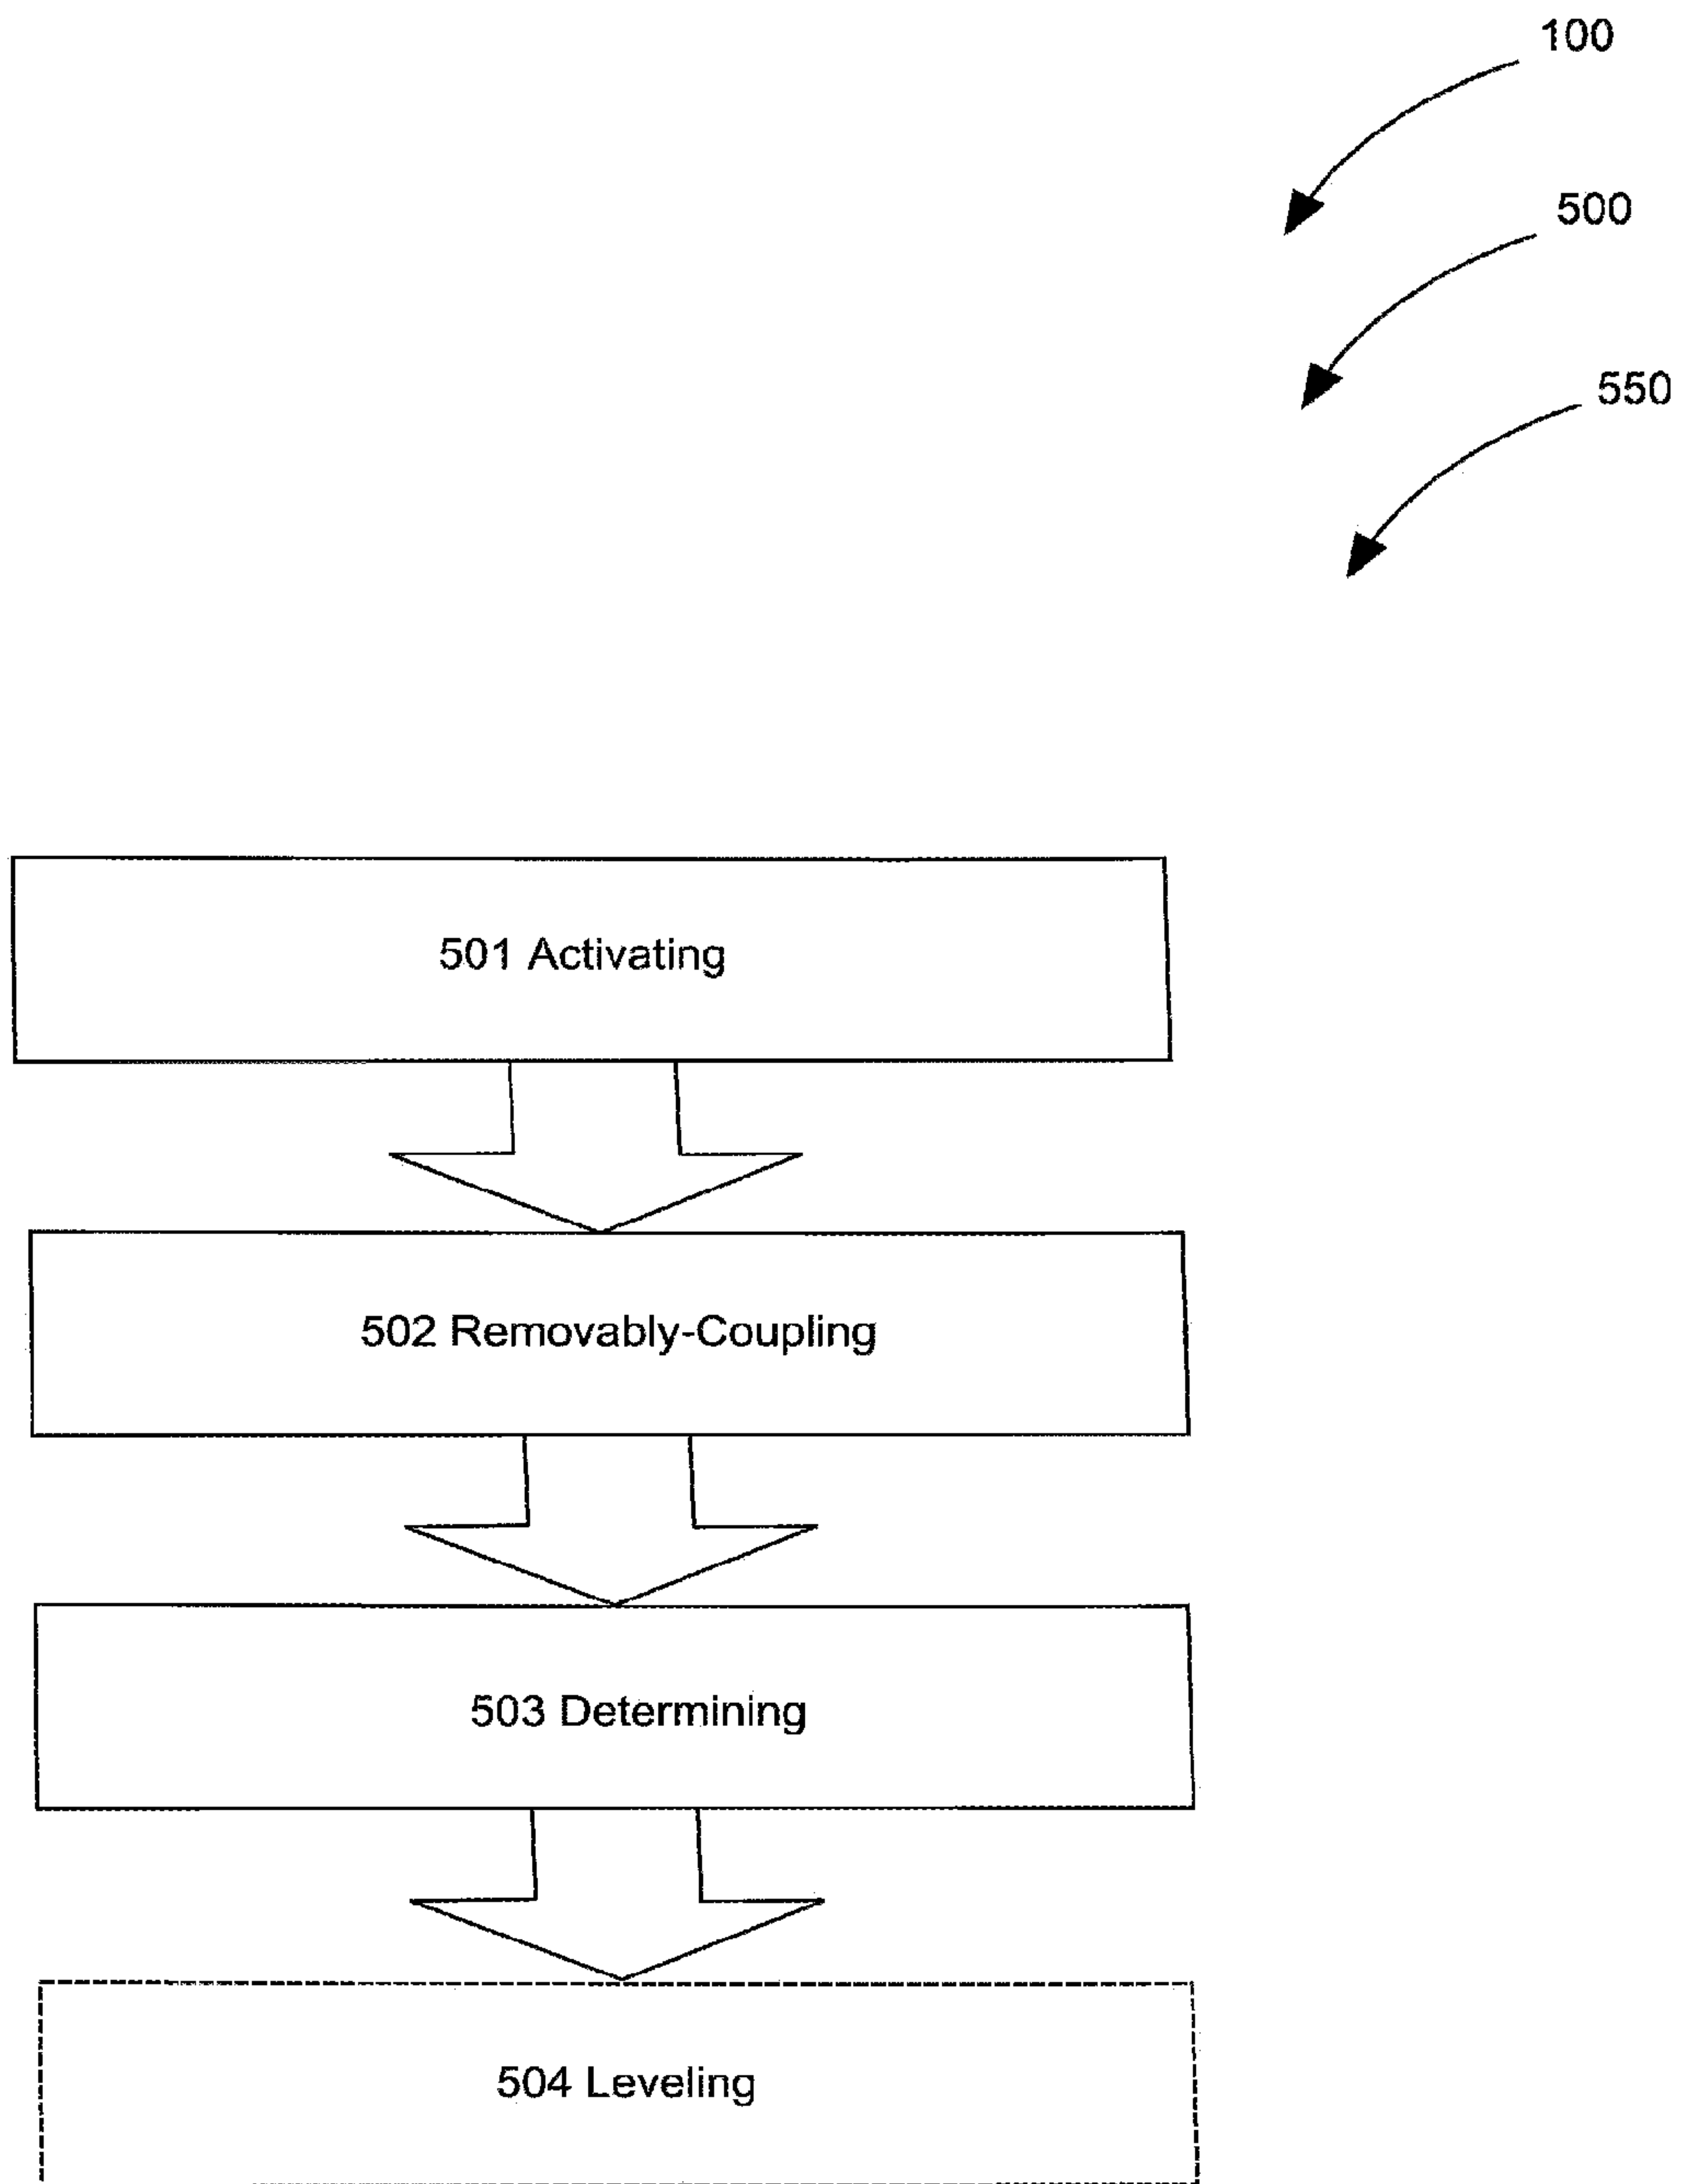 100
500
550
501 Activating
502 Removably-Coupling
503 Determining
504 Leveling